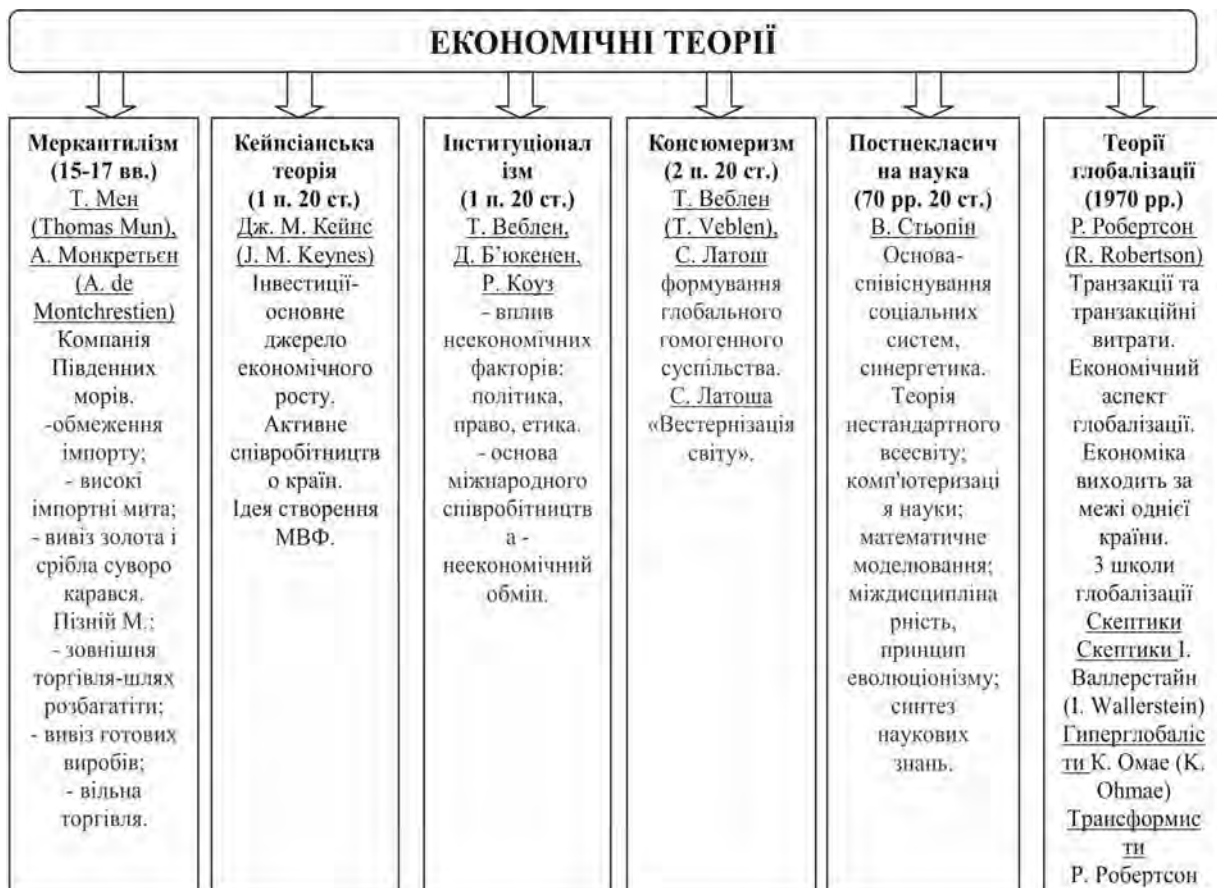 ЕКОНОМІЧНІ ТЕОРІЇ
Меркантилізм
(15-17 вв.)
Т. Мен
(Thomas Mun),
А. Монкретьєн
(A. de
Montchrestien)
Компанія
Південних
морів.
-обмеження
імпорту;
- високі
імпортні мита;
- вивіз золота і
срібла суворо
карався.
Пізній М.:
- зовнішня
торгівля-шлях
розбагатіти;
- вивіз готових
виробів;
- вільна
торгівля.
Кейнсіанська
теорія
(1 п. 20 ст.)
Дж. М. Кейнс
(J. M. Keynes)
Інвестиції-
основне
джерело
економічного
росту.
Активне
співробітництв
о країн.
Ідея створення
МВФ.
Інституціонал
ізм
(1 п. 20 ст.)
Т. Веблен,
Д. Б’юкенен,
Р. Коуз
- вплив
неекономічних
факторів:
політика,
право, етика.
- основа
міжнародного
співробітництв
а -
неекономічний
обмін.
Консюмеризм
(2 п. 20 ст.)
Т. Веблен
(T. Veblen),
С. Латош
формування
глобального
гомогенного
суспільства.
С. Латоша
«Вестернізація
світу».
Постнекласич
на наука
(70 рр. 20 ст.)
В. Стьопін
Основа-
співіснування
соціальних
систем,
синергетика.
Теорія
нестандартного
всесвіту;
комп'ютеризаці
я науки;
математичне
моделювання;
міждисципліна
рність,
принцип
еволюціонізму;
синтез
наукових
знань.
Теорії
глобалізації
(1970 рр.)
Р. Робертсон
(R. Robertson)
Транзакції та
транзакційні
витрати.
Економічний
аспект
глобалізації.
Економіка
виходить за
межі однієї
країни.
3 школи
глобалізації
Скептики
Скептики І.
Валлерстайн
(I. Wallerstein)
Гиперглобаліс
ти К. Омае (K.
Ohmae)
Трансформис
ти
Р. Робертсон